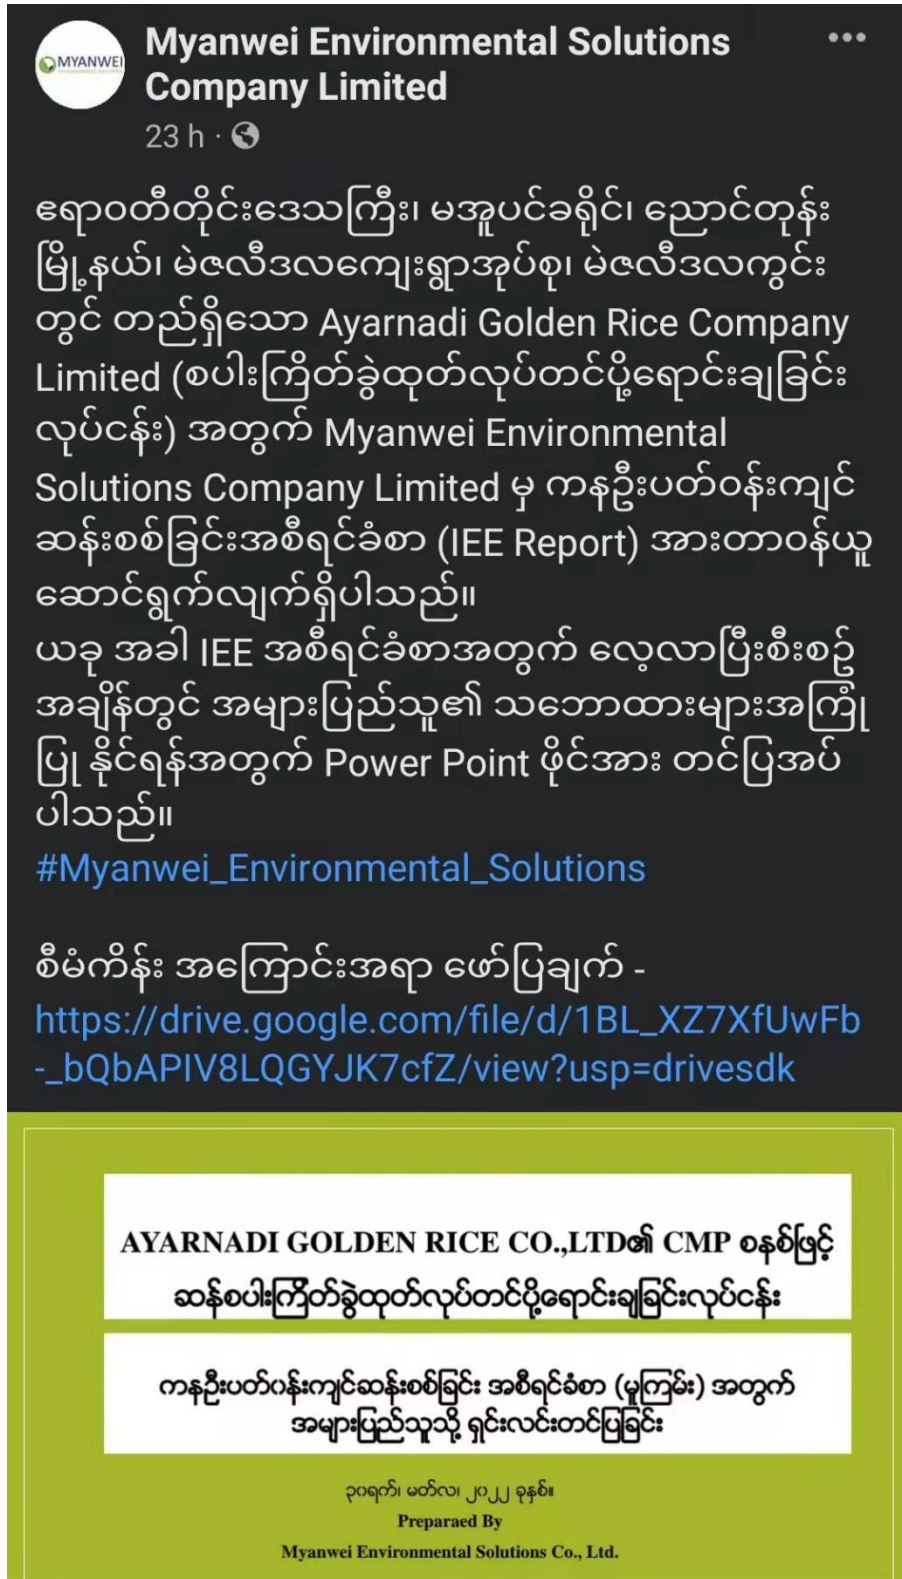 MYANWEI
Myanwei Environmental Solutions
Company Limited
23 h ·
ဧရာဝတီတိုင်းဒေသကြီး၊ မအူပင်ခရိုင်၊ ညောင်တုန်း
မြို့နယ်၊ မဲဇလီဒလကျေးရွာအုပ်စု၊ မဲဇလီဒလကွင်း
တွင် တည်ရှိသော Ayarnadi Golden Rice Company
Limited (စပါးကြိတ်ခွဲထုတ်လုပ်တင်ပို့ရောင်းချခြင်း
လုပ်ငန်း) အတွက် Myanwei Environmental
Solutions Company Limited မှ ကနဦးပတ်ဝန်းကျင်
ဆန်းစစ်ခြင်းအစီရင်ခံစာ (IEE Report) အားတာဝန်ယူ
ဆောင်ရွက်လျက်ရှိပါသည်။
ယခု အခါ IEE အစီရင်ခံစာအတွက် လေ့လာပြီးစီးစဥ်
အချိန်တွင် အများပြည်သူ၏ သဘောထားများအကြံ
ပြု နိုင်ရန်အတွက် Power Point ဖိုင်အား တင်ပြအပ်
ပါသည်။
#Myanwei_Environmental_Solutions
စီမံကိန်း အကြောင်းအရာ ဖော်ပြချက် -
https://drive.google.com/file/d/1BL_XZ7XfUwFb
-_bQbAPIV8LQGYJK7cfZ/view?usp=drivesdk
AYARNADI GOLDEN RICE CO.,LTD၏ CMP စနစ်ဖြင့်
ဆန်စပါးကြိတ်ခွဲထုတ်လုပ်တင်ပို့ရောင်းချခြင်းလုပ်ငန်း
ကနဦးပတ်ဝန်းကျင်ဆန်းစစ်ခြင်း အစီရင်ခံစာ (မူကြမ်း) အတွက်
အများပြည်သူသို့ ရှင်းလင်းတင်ပြခြင်း
၃၀ရက်၊ မတ်လ၊ ၂၀၂၂ ခုနှစ်။
Preparaed By
Myanwei Environmental Solutions Co., Ltd.